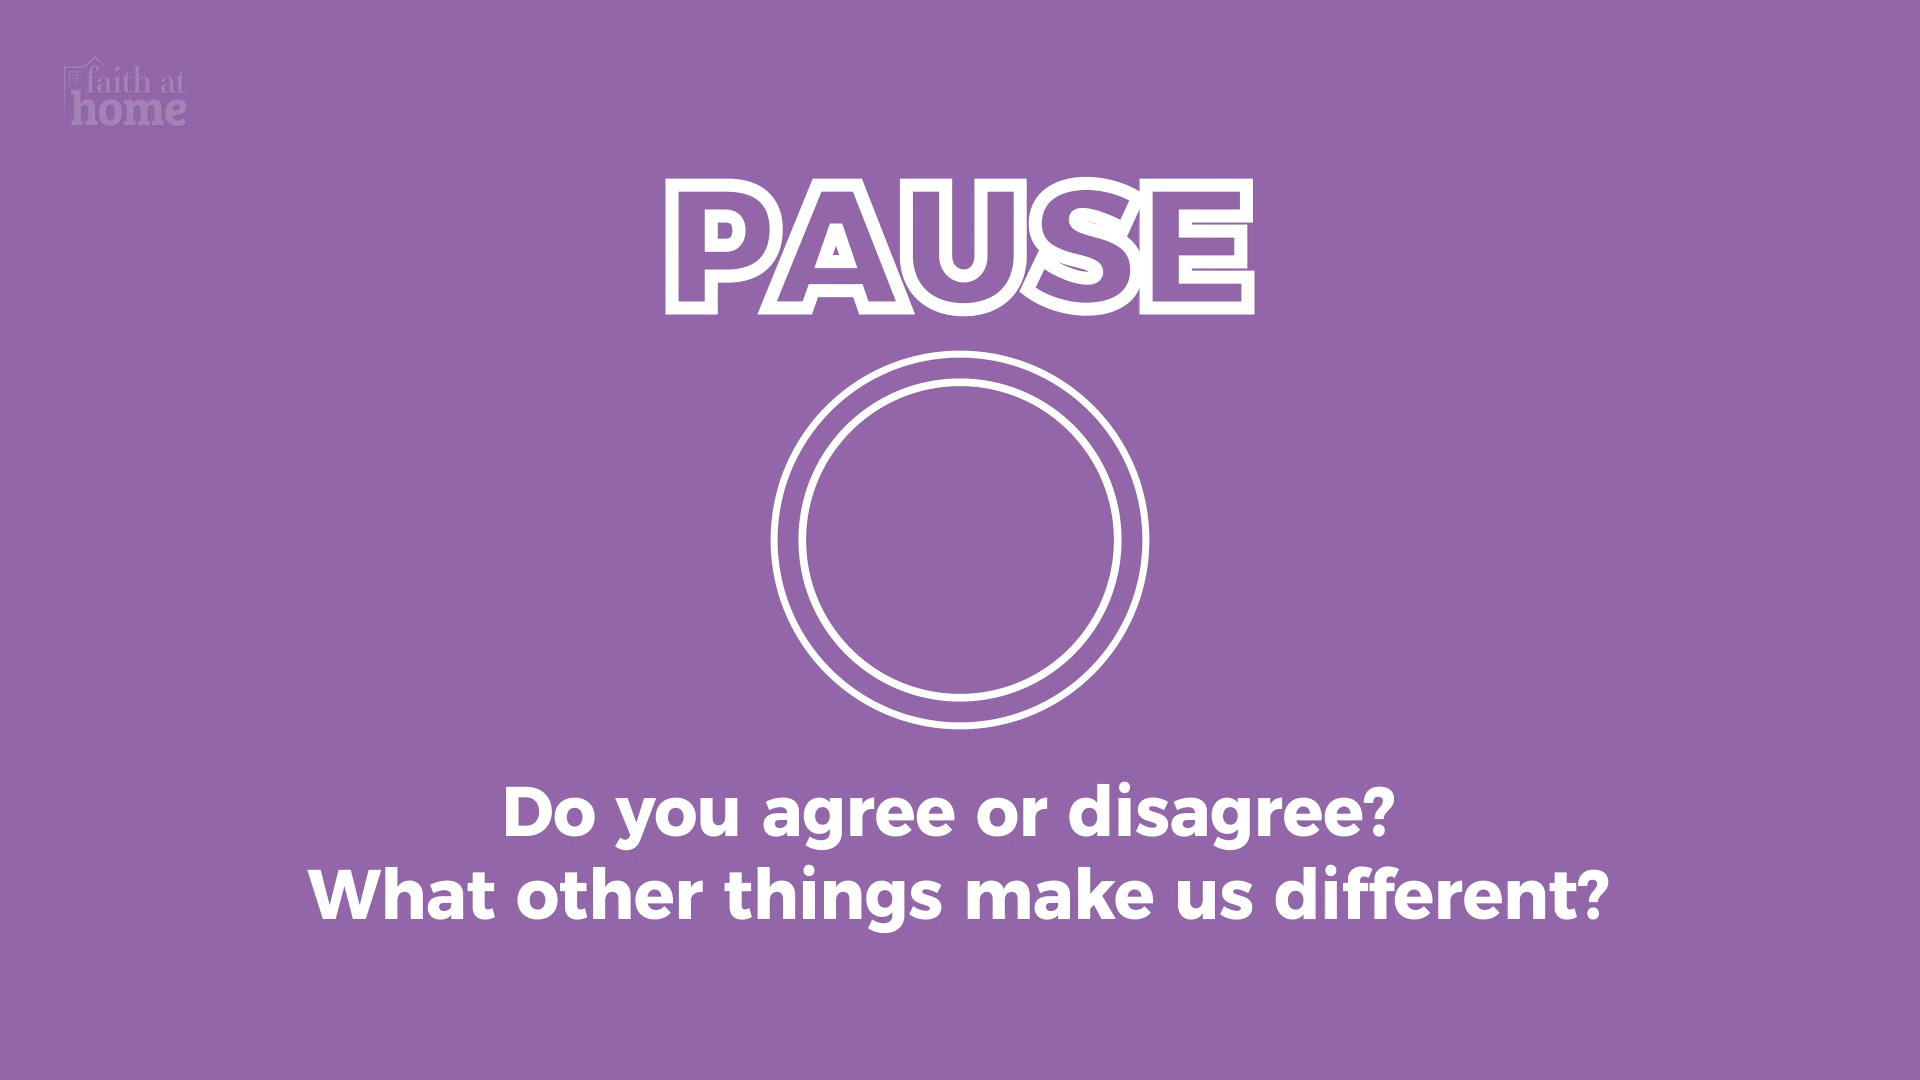 faith at
home
PAUSE
Do you agree or disagree?
What other things make us different?